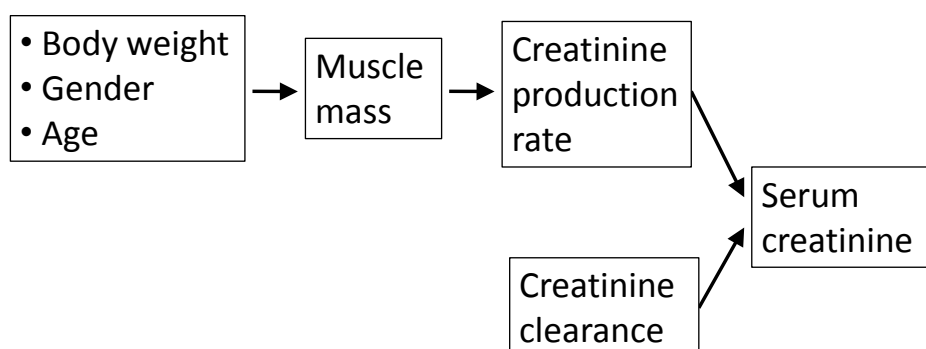 • Body weight
• Gender
• Age
Muscle
mass
Creatinine
production
rate
Serum
creatinine
Creatinine
clearance